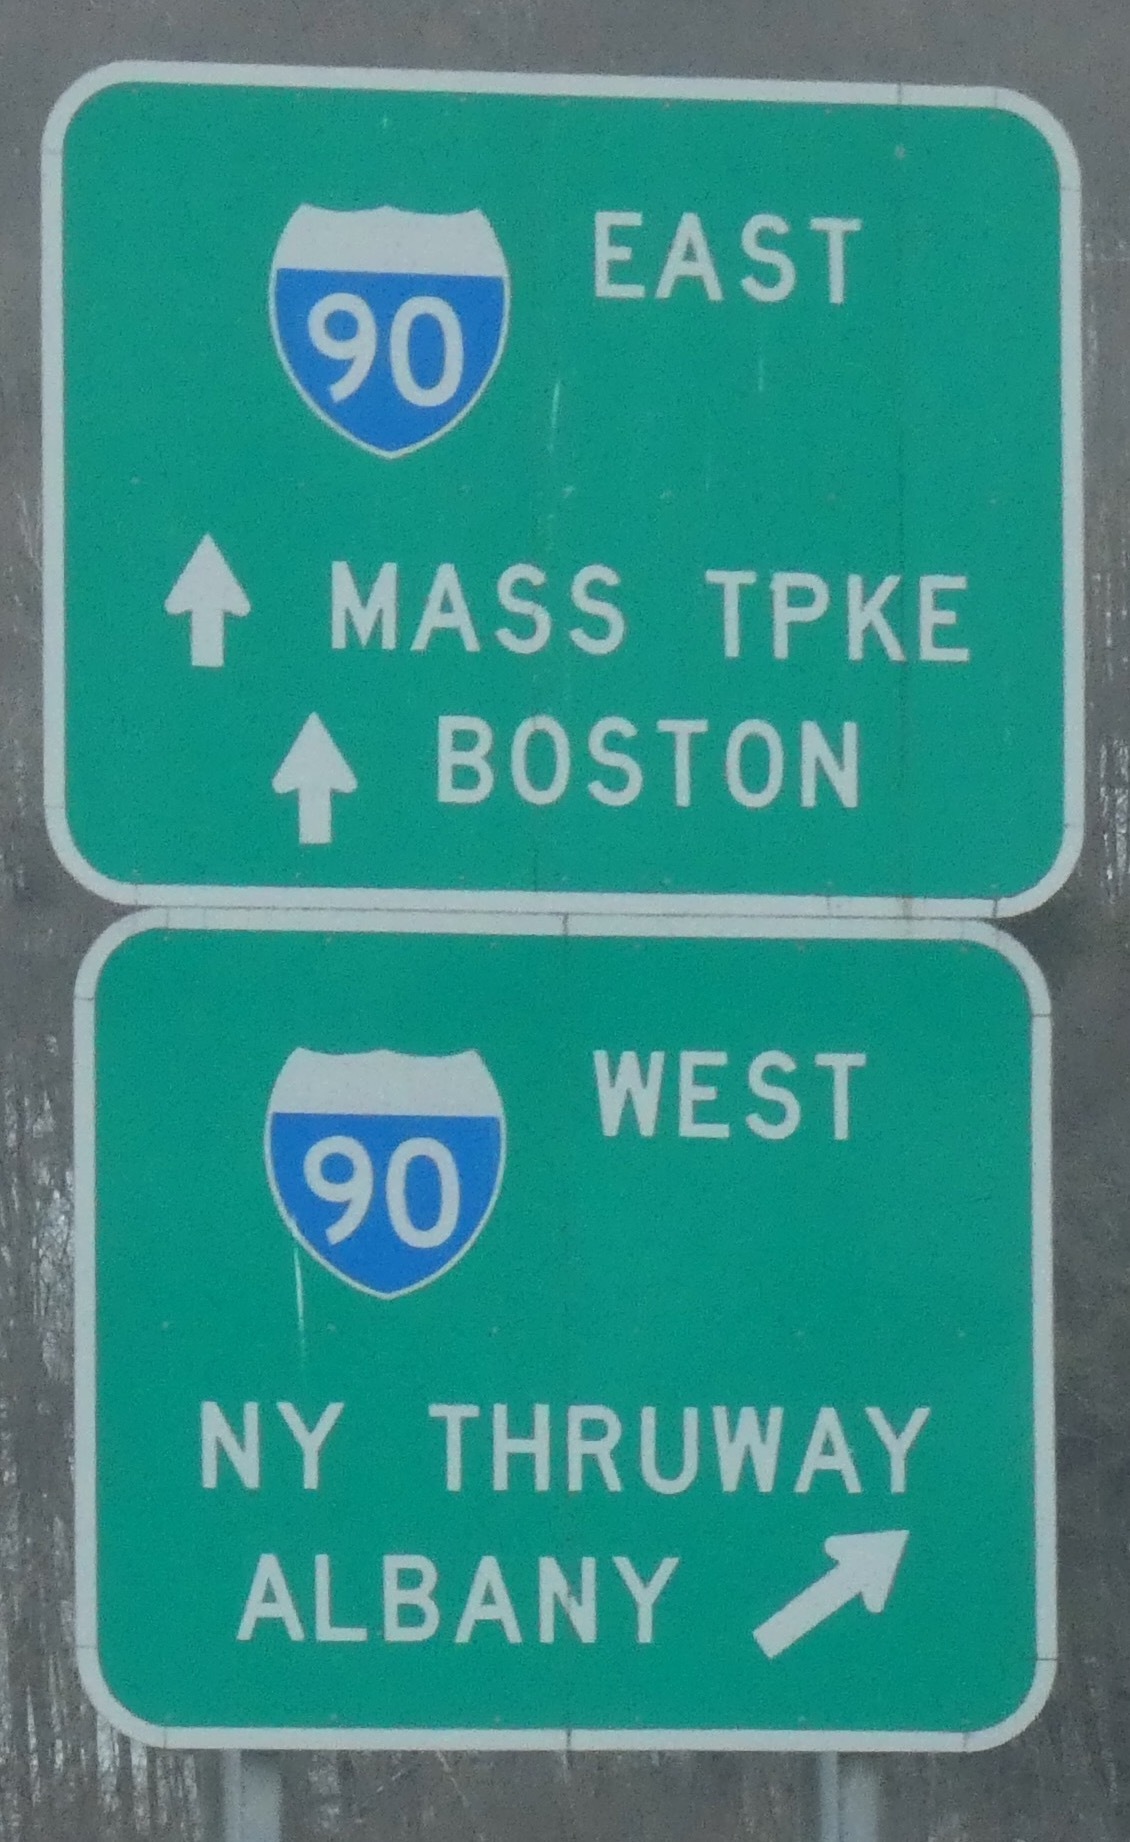 90 EAST
MASS TPKE
BOSTON
90 WEST
NY THRUWAY
ALBANY